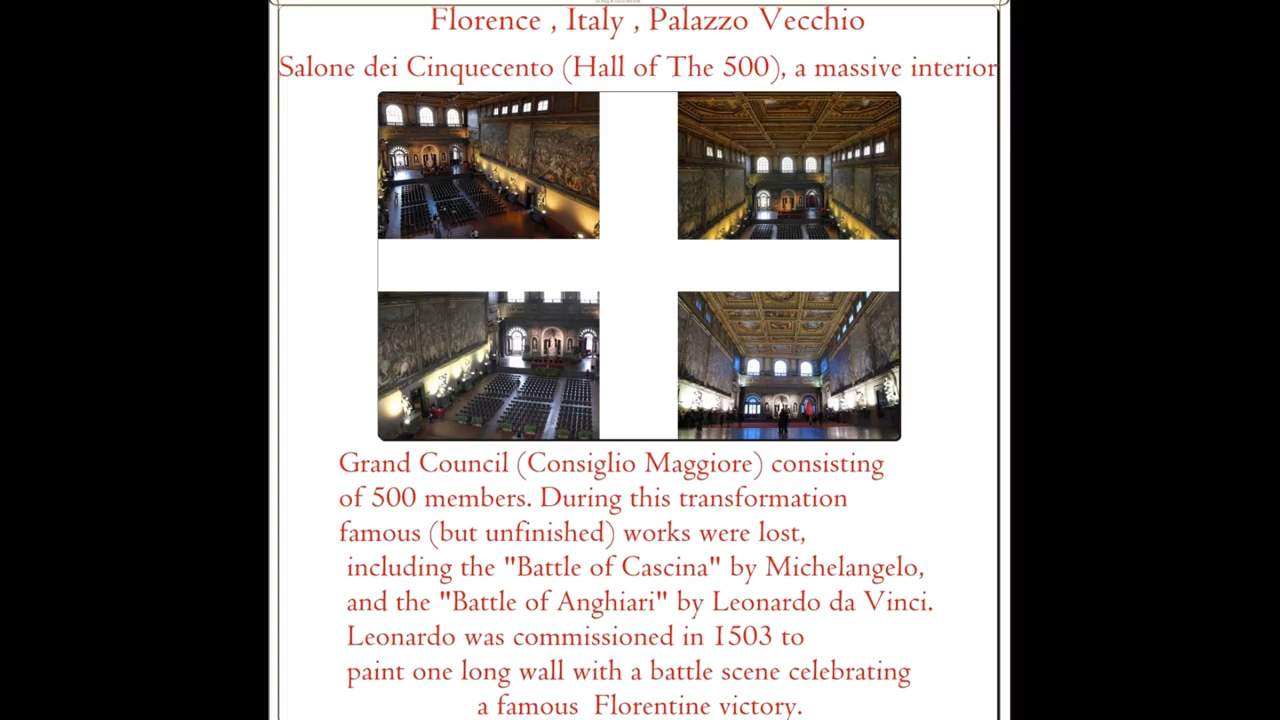 Florence , Italy , Palazzo Vecchio
Salone dei Cinquecento (Hall of The 500), a massive interior
Grand Council (Consiglio Maggiore) consisting
of 500 members. During this transformation
famous (but unfinished) works were lost,
including the "Battle of Cascina" by Michelangelo,
and the "Battle of Anghiari" by Leonardo da Vinci.
Leonardo was commissioned in 1503 to
paint one long wall with a battle scene celebrating
a famous Florentine victory.